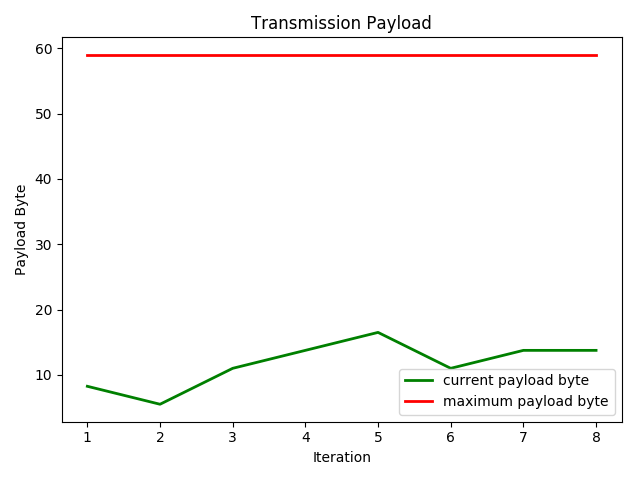 Transmission Payload
60
50
40
30
20
10
Payload Byte
current payload byte
maximum payload byte
1 2 3 4 5 6 7 8
Iteration